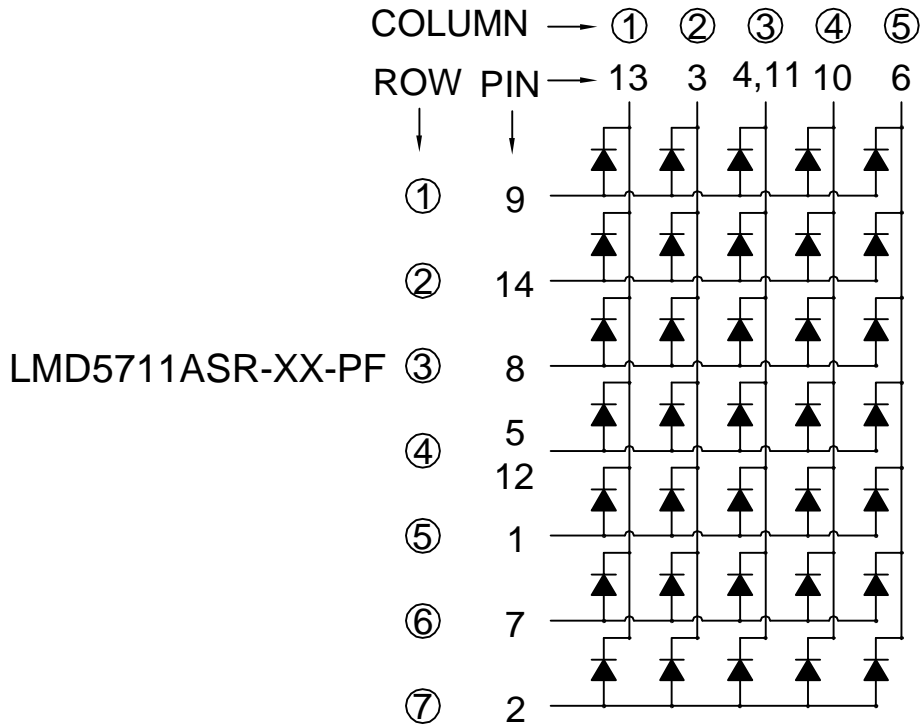 COLUMN ① ② ③ ④ ⑤
ROW PIN 13 3 4,11 10 6
① 9
② 14
LMD5711ASR-XX-PF ③ 8
④ 5
12
⑤ 1
⑥ 7
⑦ 2